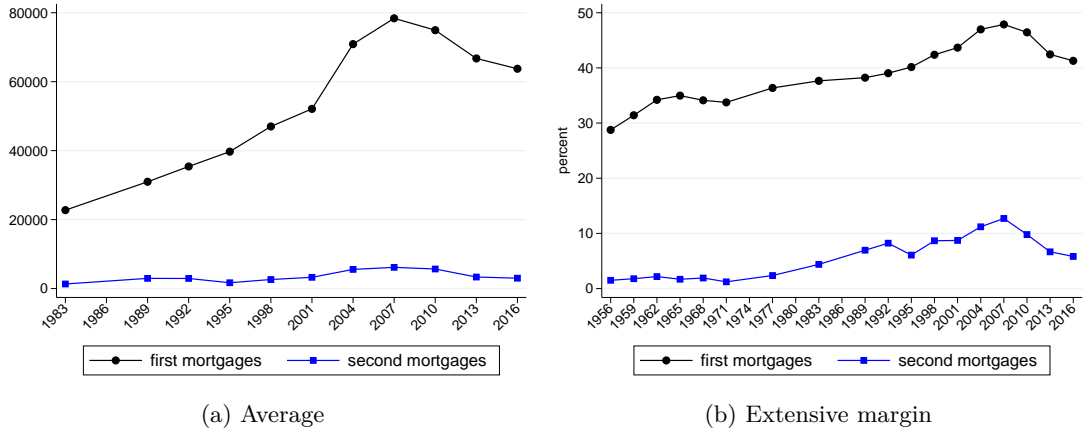 80000
60000
40000
20000
0
1983 1986 1989 1992 1995 1998 2001 2004 2007 2010 2013 2016
first mortgages second mortgages
(a) Average
50
40
30
20
10
0
percent
1956 1959 1962 1965 1968 1971 1974 1977 1980 1983 1986 1989 1992 1995 1998 2001 2004 2007 2010 2013 2016
first mortgages second mortgages
(b) Extensive margin